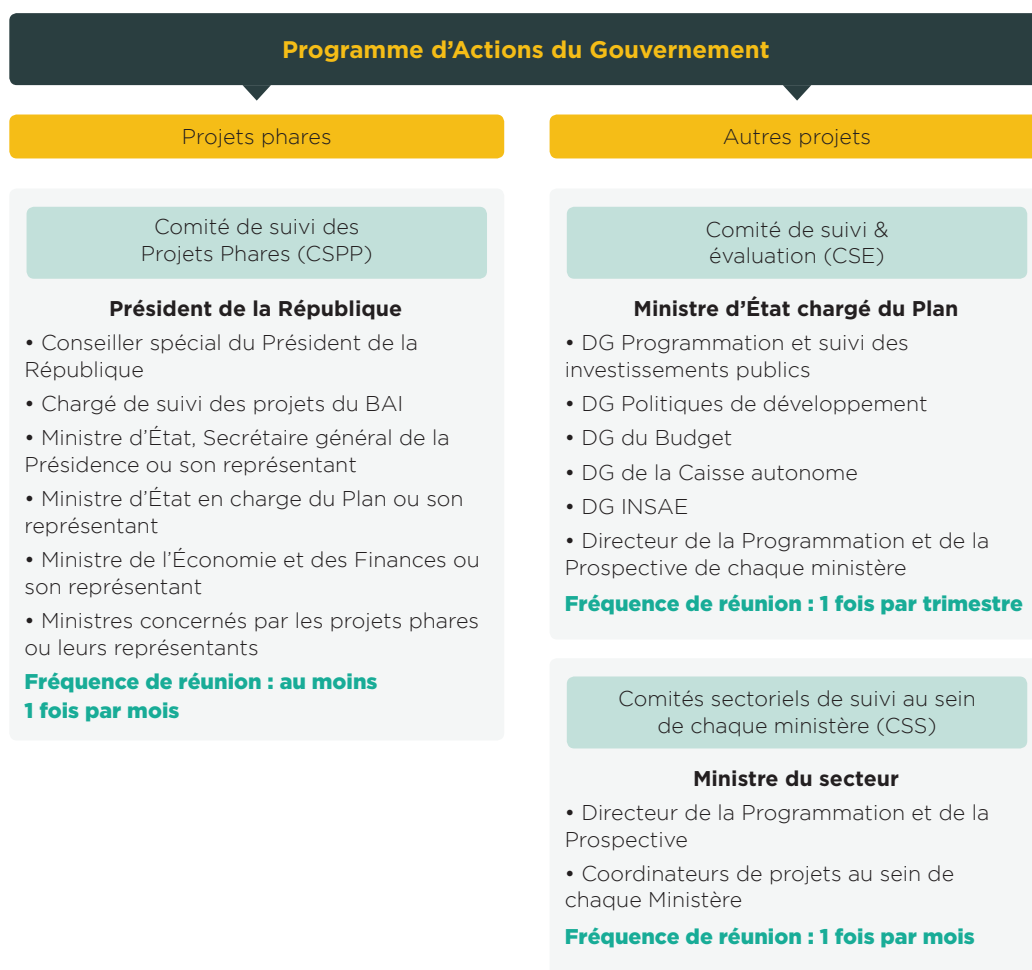 Programme d’Actions du Gouvernement
Projets phares
Comité de suivi des
Projets Phares (CSPP)
Président de la République
• Conseiller spécial du Président de la
République
• Chargé de suivi des projets du BAI
• Ministre d’État, Secrétaire général de la
Présidence ou son représentant
• Ministre d’État en charge du Plan ou son
représentant
• Ministre de l’Économie et des Finances ou
son représentant
• Ministres concernés par les projets phares
ou leurs représentants
Fréquence de réunion : au moins
1 fois par mois
Autres projets
Comité de suivi &
évaluation (CSE)
Ministre d’État chargé du Plan
• DG Programmation et suivi des
investissements publics
• DG Politiques de développement
• DG du Budget
• DG de la Caisse autonome
• DG INSAE
• Directeur de la Programmation et de la
Prospective de chaque ministère
Fréquence de réunion : 1 fois par trimestre
Comités sectoriels de suivi au sein
de chaque ministère (CSS)
Ministre du secteur
• Directeur de la Programmation et de la
Prospective
• Coordinateurs de projets au sein de
chaque Ministère
Fréquence de réunion : 1 fois par mois